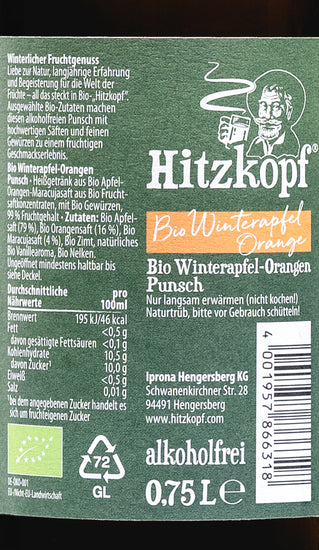 Winterlicher Fruchtgenuss
Liebe zur Natur, langjährige Erfahrung
und Begeisterung für die Welt der
Früchte – all das steckt in Bio-„Hitzkopf“.
Ausgewählte Bio-Zutaten machen
diesen alkoholfreien Punsch mit
hochwertigen Säften und feinen
Gewürzen zu einem fruchtigen
Geschmackserlebnis.
Bio Winterapfel-Orangen
Punsch - Heißgetränk aus Bio Apfel-
Orangen-Maracujasaft aus Bio Frucht-
saftkonzentraten, mit Bio Gewürzen,
99 % Fruchtgehalt · Zutaten: Bio Apfel-
saft (79 %), Bio Orangensaft (16 %), Bio
Maracujasaft (4 %), Bio Zimt, natürliches
Bio Vanillearoma, Bio Nelken.
Ungeöffnet mindestens haltbar bis
siehe Deckel.
Durchschnittliche pro
Nährwerte 100ml
Brennwert 195 kJ/46 kcal
Fett <0,5 g
davon gesättigte Fettsäuren <0,1 g
Kohlenhydrate 10,5 g
davon Zucker¹ 10,0 g
Eiweiß <0,5 g
Salz 0,01 g
¹bei dem angegebenen Zucker handelt es
sich um fruchteigenen Zucker
DE-ÖKO-001
EU-/Nicht-EU-Landwirtschaft
72
GL
Hitzkopf®
Bio Winterapfel
Orange
Bio Winterapfel-Orangen
Punsch
Nur langsam erwärmen (nicht kochen!)
Naturtrüb, bitte vor Gebrauch schütteln!
Iprona Hengersberg KG
Schwanenkirchner Str. 28
94491 Hengersberg
www.hitzkopf.com
alkoholfrei
0,75 L ℮
4 001957 866318